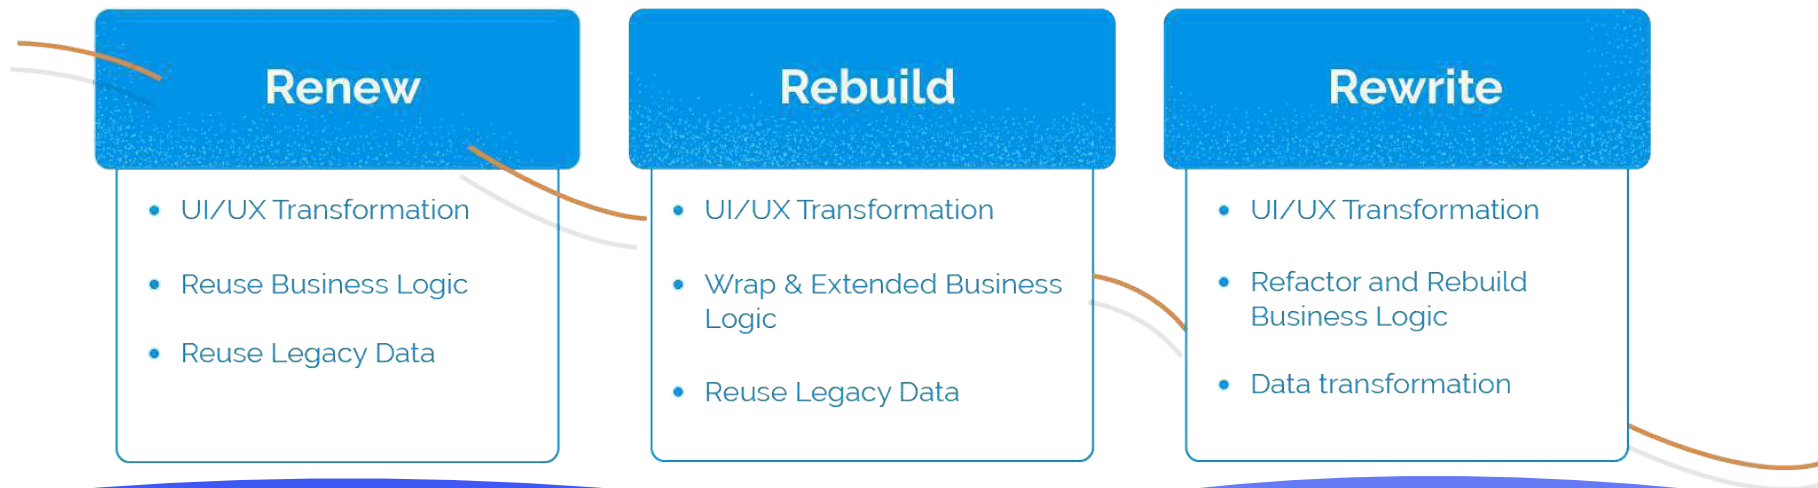 Renew
UI/UX Transformation
Reuse Business Logic
Reuse Legacy Data
Rebuild
UI/UX Transformation
Wrap & Extended Business
Logic
Reuse Legacy Data
Rewrite
UI/UX Transformation
Refactor and Rebuild
Business Logic
Data transformation